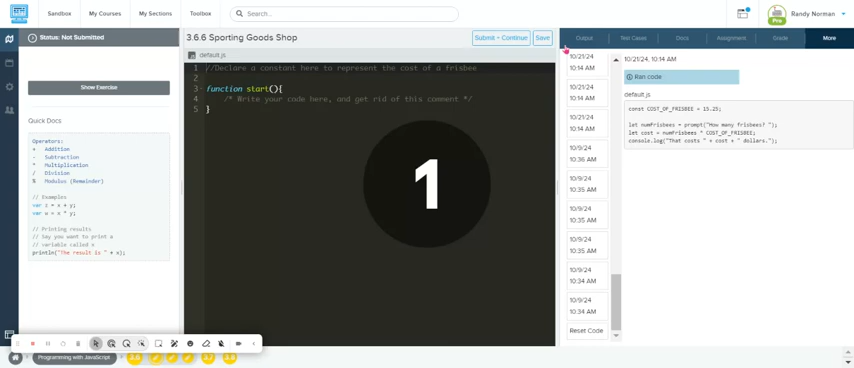 Sandbox
My Courses
My Sections
Toolbox
Search...
Randy Norman
Pro
Status: Not Submitted
Show Exercise
Quick Docs
Operators:
+ Addition
- Subtraction
* Multiplication
/ Division
% Modulus (Remainder)
// Examples
var z = x + y;
var w = x * y;
// Printing results
// Say you want to print a
// variable called x
println("The result is " + x);
3.6.6 Sporting Goods Shop
Submit + Continue
Save
default.js
1 //Declare a constant here to represent the cost of a frisbee
2
3 function start(){
4 /* Write your code here, and get rid of this comment */
5 }
1
Output
Test Cases
Docs
Assignment
Grade
More
10/21/24
10:14 AM
10/21/24
10:14 AM
10/21/24
10:14 AM
10/9/24
10:36 AM
10/9/24
10:35 AM
10/9/24
10:35 AM
10/9/24
10:35 AM
10/9/24
10:34 AM
10/9/24
10:34 AM
Reset Code
10/21/24, 10:14 AM
Ran code
default.js
const COST_OF_FRISBEE = 15.25;
let numFrisbees = prompt("How many frisbees? ");
let cost = numFrisbees * COST_OF_FRISBEE;
console.log("That costs " + cost + " dollars.");
Programming with JavaScript
3.6
3.7
3.8